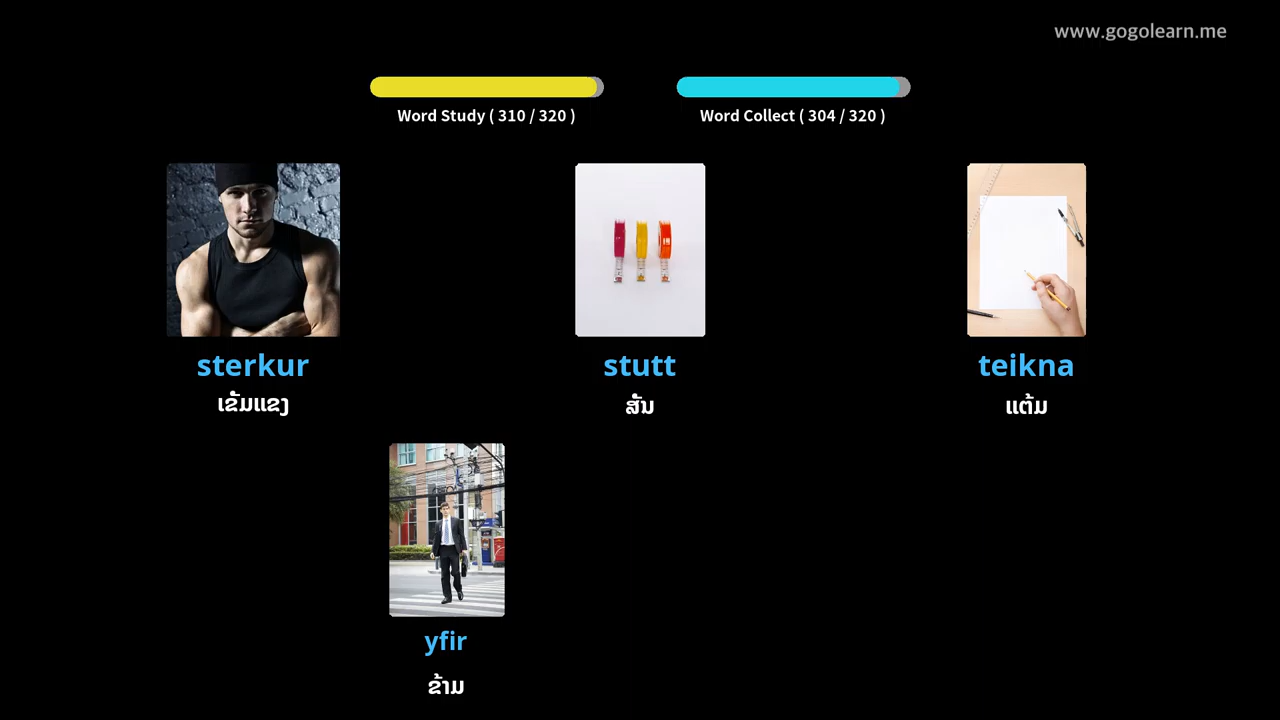 www.gogolearn.me
Word Study ( 310 / 320 )
Word Collect ( 304 / 320 )
sterkur
stutt
teikna
ເຂັ້ມແຂງ
ສັ້ນ
ແຕ້ມ
yfir
ຂ້າມ